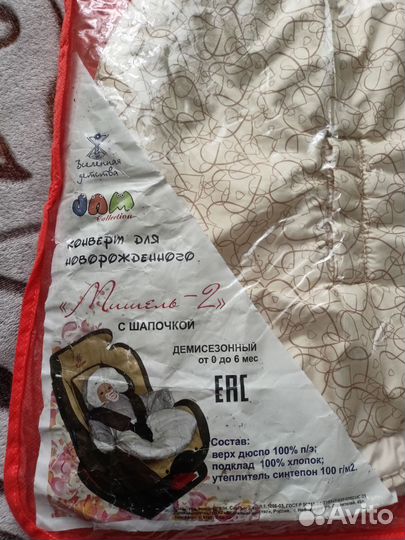 Вселенная
детства
JAM
Collection
КОНВЕРТ ДЛЯ
НОВОРОЖДЕННОГО
«Мишель-2»
С ШАПОЧКОЙ
ДЕМИСЕЗОННЫЙ
от 0 до 6 мес
ЕАС
Состав:
верх дюспо 100% п/э;
подклад 100% хлопок;
утеплитель синтепон 100 г/м2.
Avito